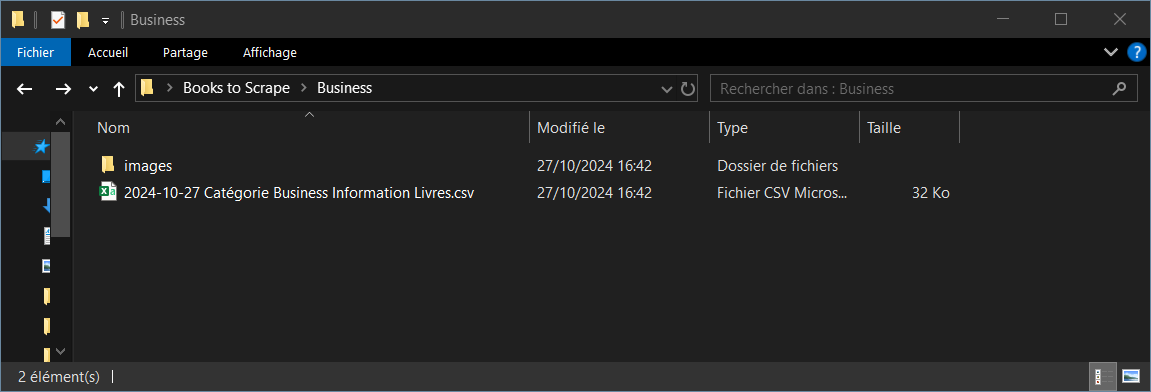 Business
Fichier Accueil Partage Affichage
Books to Scrape Business Rechercher dans : Business
Nom Modifié le Type Taille
images 27/10/2024 16:42 Dossier de fichiers
2024-10-27 Catégorie Business Information Livres.csv 27/10/2024 16:42 Fichier CSV Micros... 32 Ko
2 élément(s)